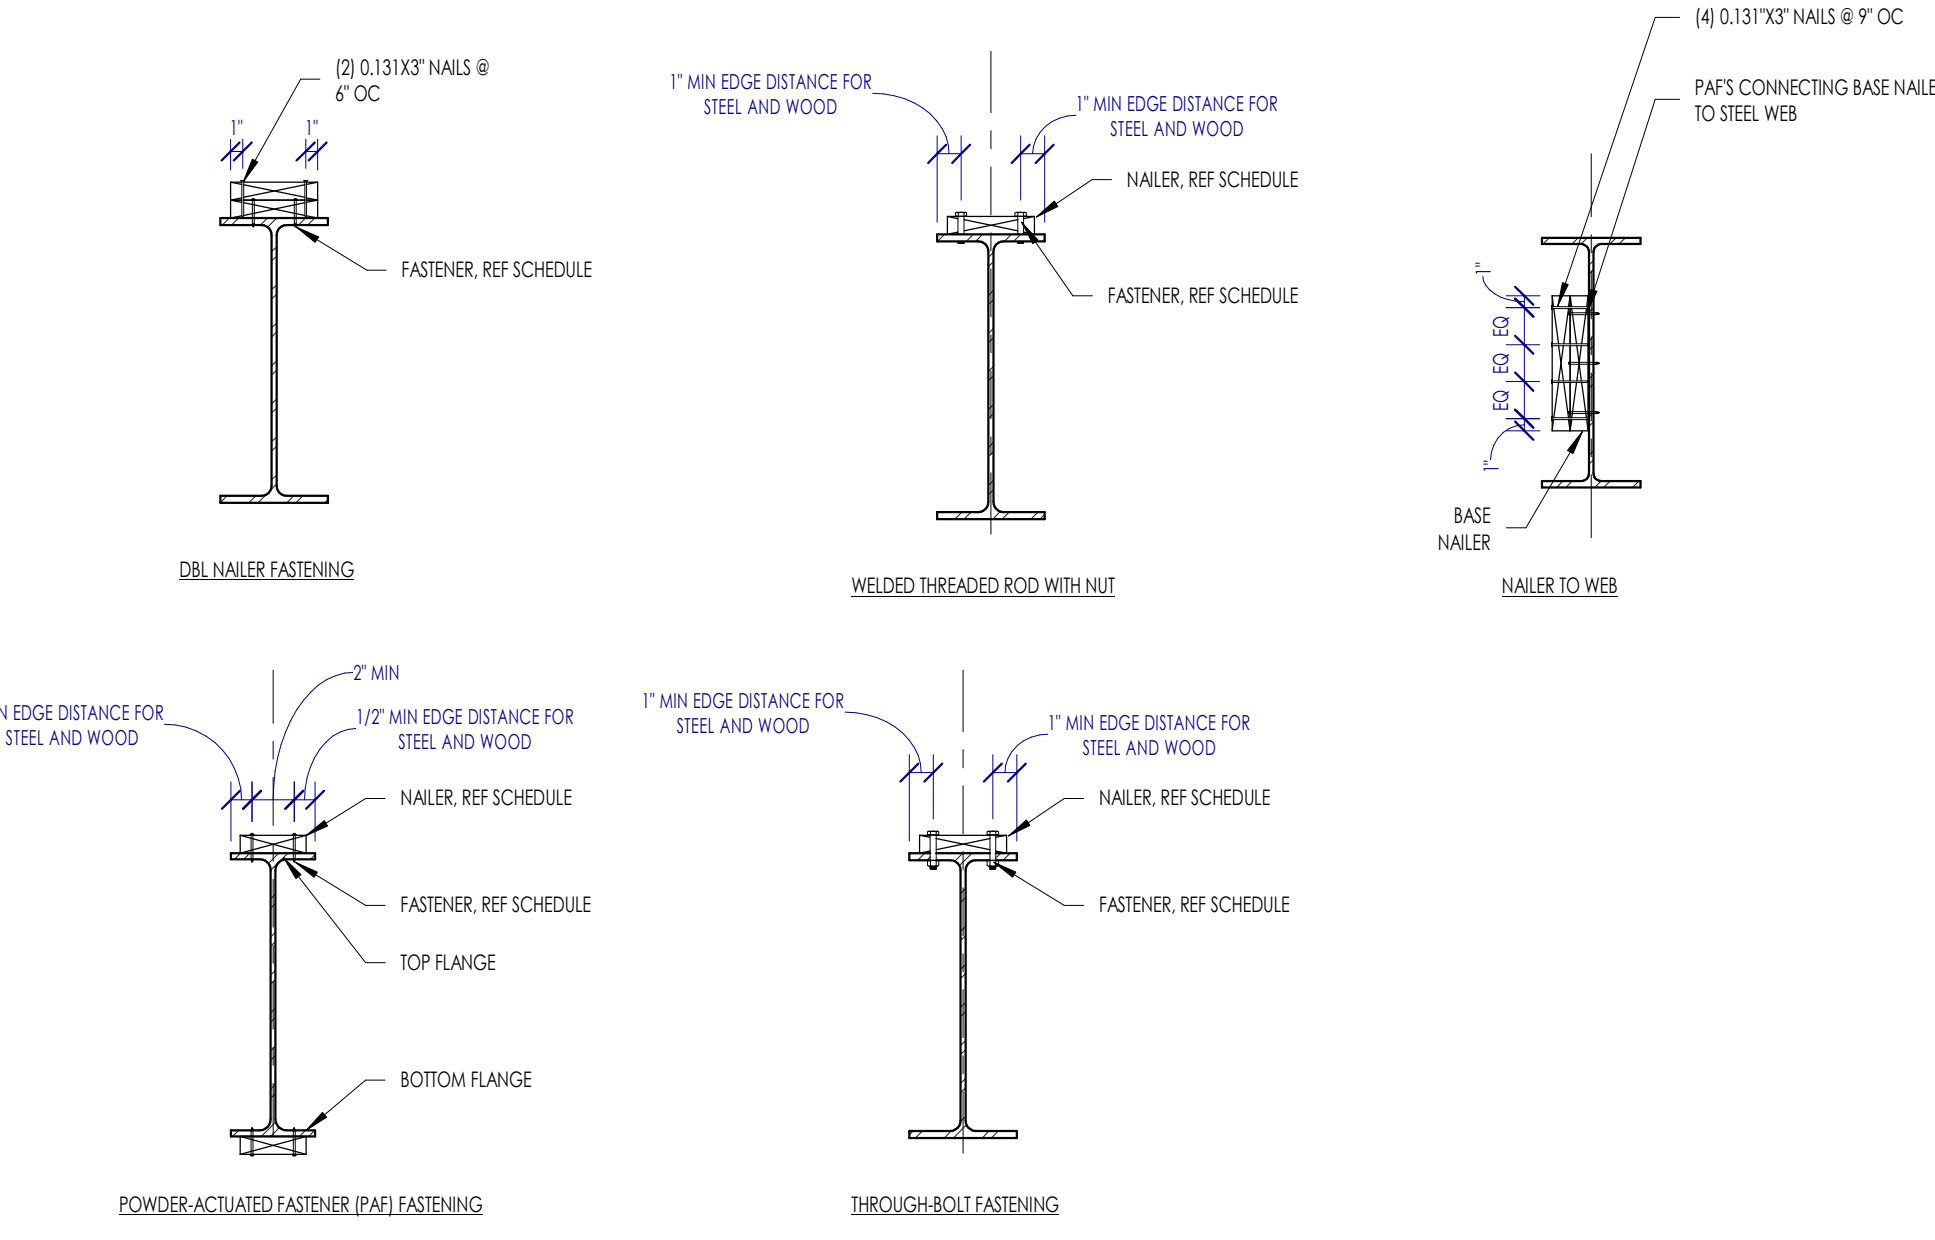 (2) 0.131X3" NAILS @
6" OC
1"
1"
FASTENER, REF SCHEDULE
DBL NAILER FASTENING
1" MIN EDGE DISTANCE FOR
STEEL AND WOOD
1" MIN EDGE DISTANCE FOR
STEEL AND WOOD
NAILER, REF SCHEDULE
FASTENER, REF SCHEDULE
WELDED THREADED ROD WITH NUT
(4) 0.131"X3" NAILS @ 9" OC
PAF'S CONNECTING BASE NAILE
TO STEEL WEB
1"
EQ
EQ
EQ
1"
BASE
NAILER
NAILER TO WEB
2" MIN
N EDGE DISTANCE FOR
STEEL AND WOOD
1/2" MIN EDGE DISTANCE FOR
STEEL AND WOOD
NAILER, REF SCHEDULE
FASTENER, REF SCHEDULE
TOP FLANGE
BOTTOM FLANGE
POWDER-ACTUATED FASTENER (PAF) FASTENING
1" MIN EDGE DISTANCE FOR
STEEL AND WOOD
1" MIN EDGE DISTANCE FOR
STEEL AND WOOD
NAILER, REF SCHEDULE
FASTENER, REF SCHEDULE
THROUGH-BOLT FASTENING